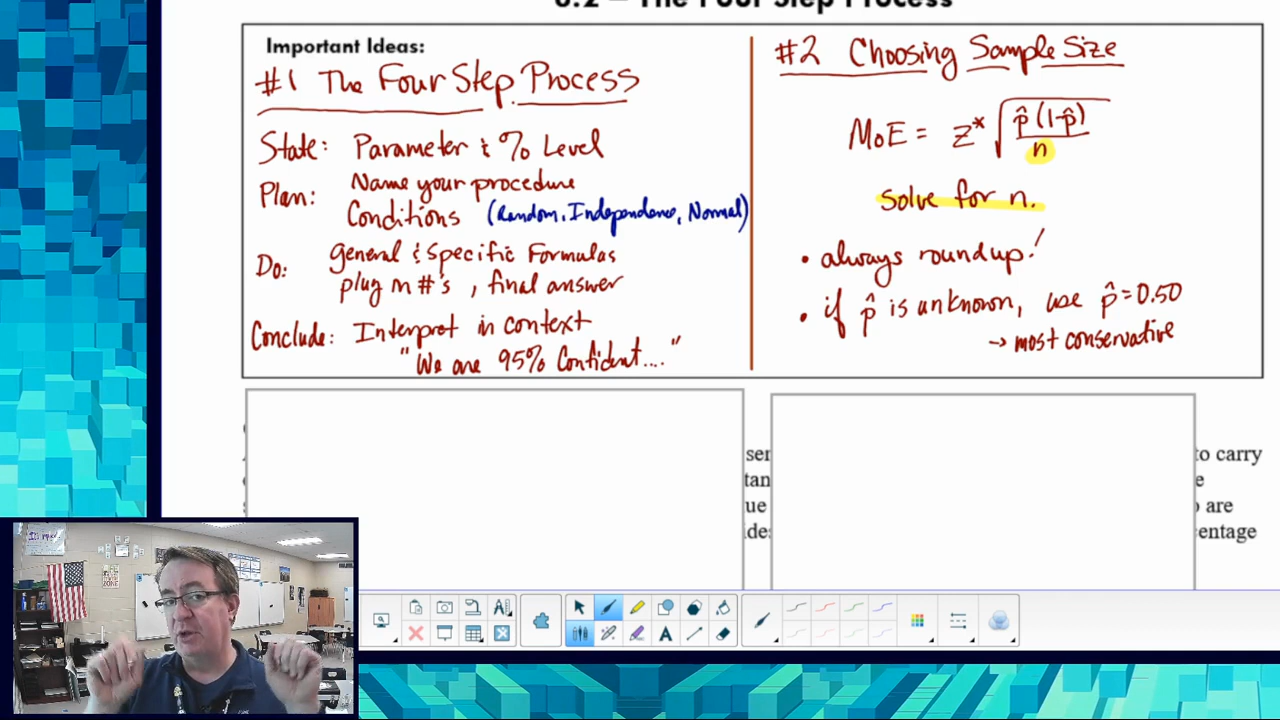 8.2 – The Four Step Process
Important Ideas:
#1 The Four Step Process
State: Parameter & % Level
Plan: Name your procedure
Conditions (Random, Independence, Normal)
Do: General & Specific Formulas
plug in #'s, final answer
Conclude: Interpret in context
"We are 95% Confident...."
#2 Choosing Sample Size
MoE = z* √(p̂(1-p̂)/n)
Solve for n.
• always round up!
• if p̂ is unknown, use p̂=0.50
→ most conservative
ser
to carry
tan
e
ue
are
ide
entage